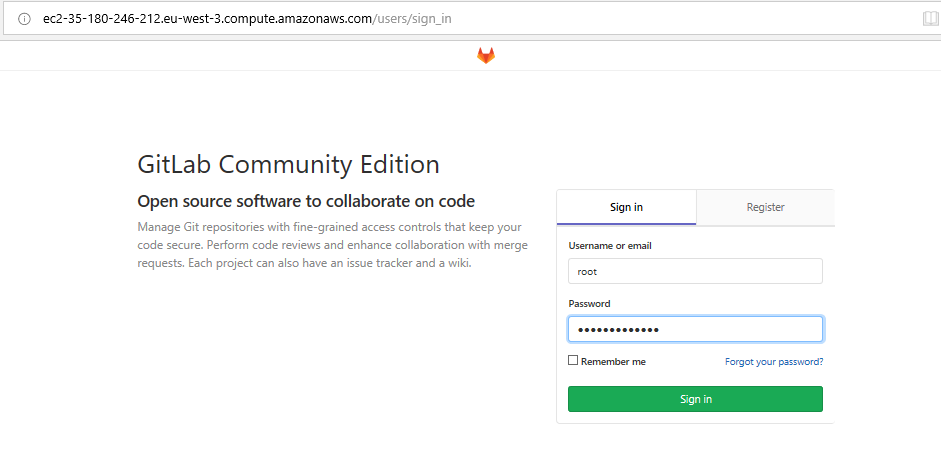 ec2-35-180-246-212.eu-west-3.compute.amazonaws.com/users/sign_in
GitLab Community Edition
Open source software to collaborate on code
Manage Git repositories with fine-grained access controls that keep your
code secure. Perform code reviews and enhance collaboration with merge
requests. Each project can also have an issue tracker and a wiki.
Sign in
Register
Username or email
root
Password
•••••••••••••
Remember me
Forgot your password?
Sign in